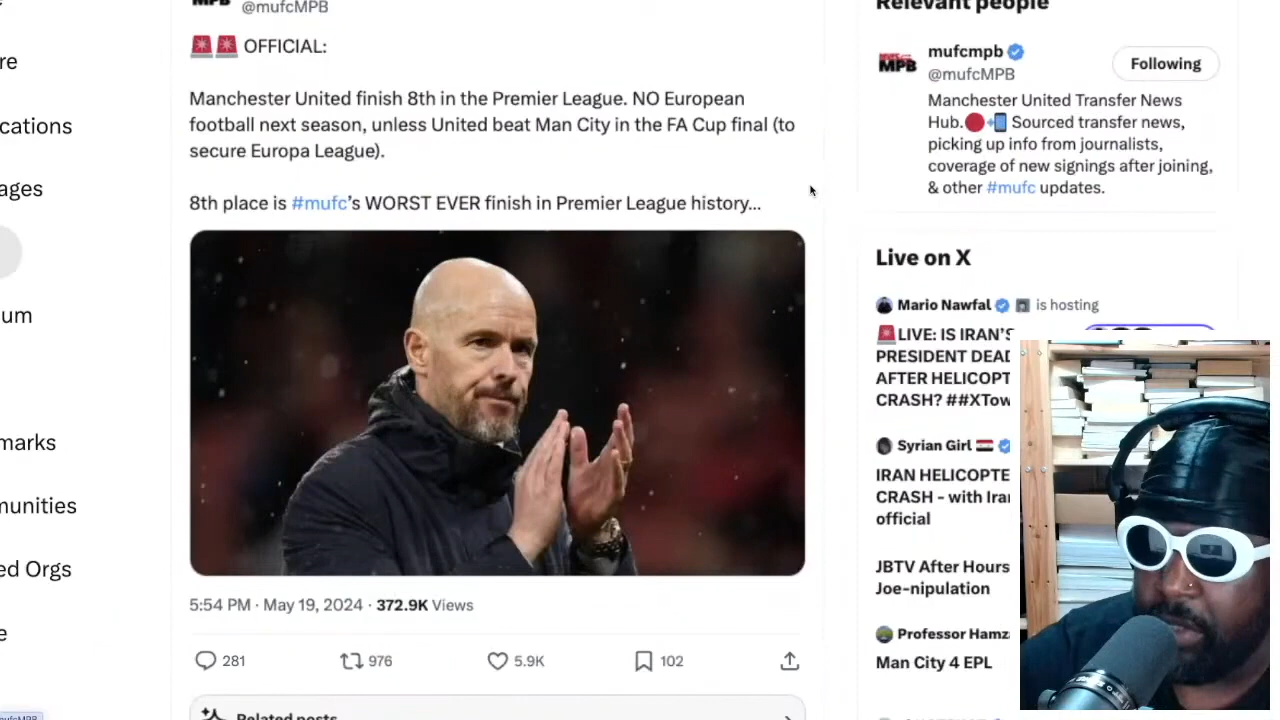 @mufcMPB
🚨🚨 OFFICIAL:
Manchester United finish 8th in the Premier League. NO European
football next season, unless United beat Man City in the FA Cup final (to
secure Europa League).
8th place is #mufc's WORST EVER finish in Premier League history...
5:54 PM · May 19, 2024 · 372.9K Views
281 976 5.9K 102
Related posts
re
cations
ages
um
marks
munities
ed Orgs
e
Relevant people
MPB
mufcmpb
@mufcMPB
Following
Manchester United Transfer News
Hub.🔴📲 Sourced transfer news,
picking up info from journalists,
coverage of new signings after joining,
& other #mufc updates.
Live on X
Mario Nawfal is hosting
🚨LIVE: IS IRAN'S
PRESIDENT DEAD
AFTER HELICOPT
CRASH? ##XTow
Syrian Girl 🇸🇾
IRAN HELICOPTE
CRASH - with Iran
official
JBTV After Hours
Joe-nipulation
Professor Hamz
Man City 4 EPL